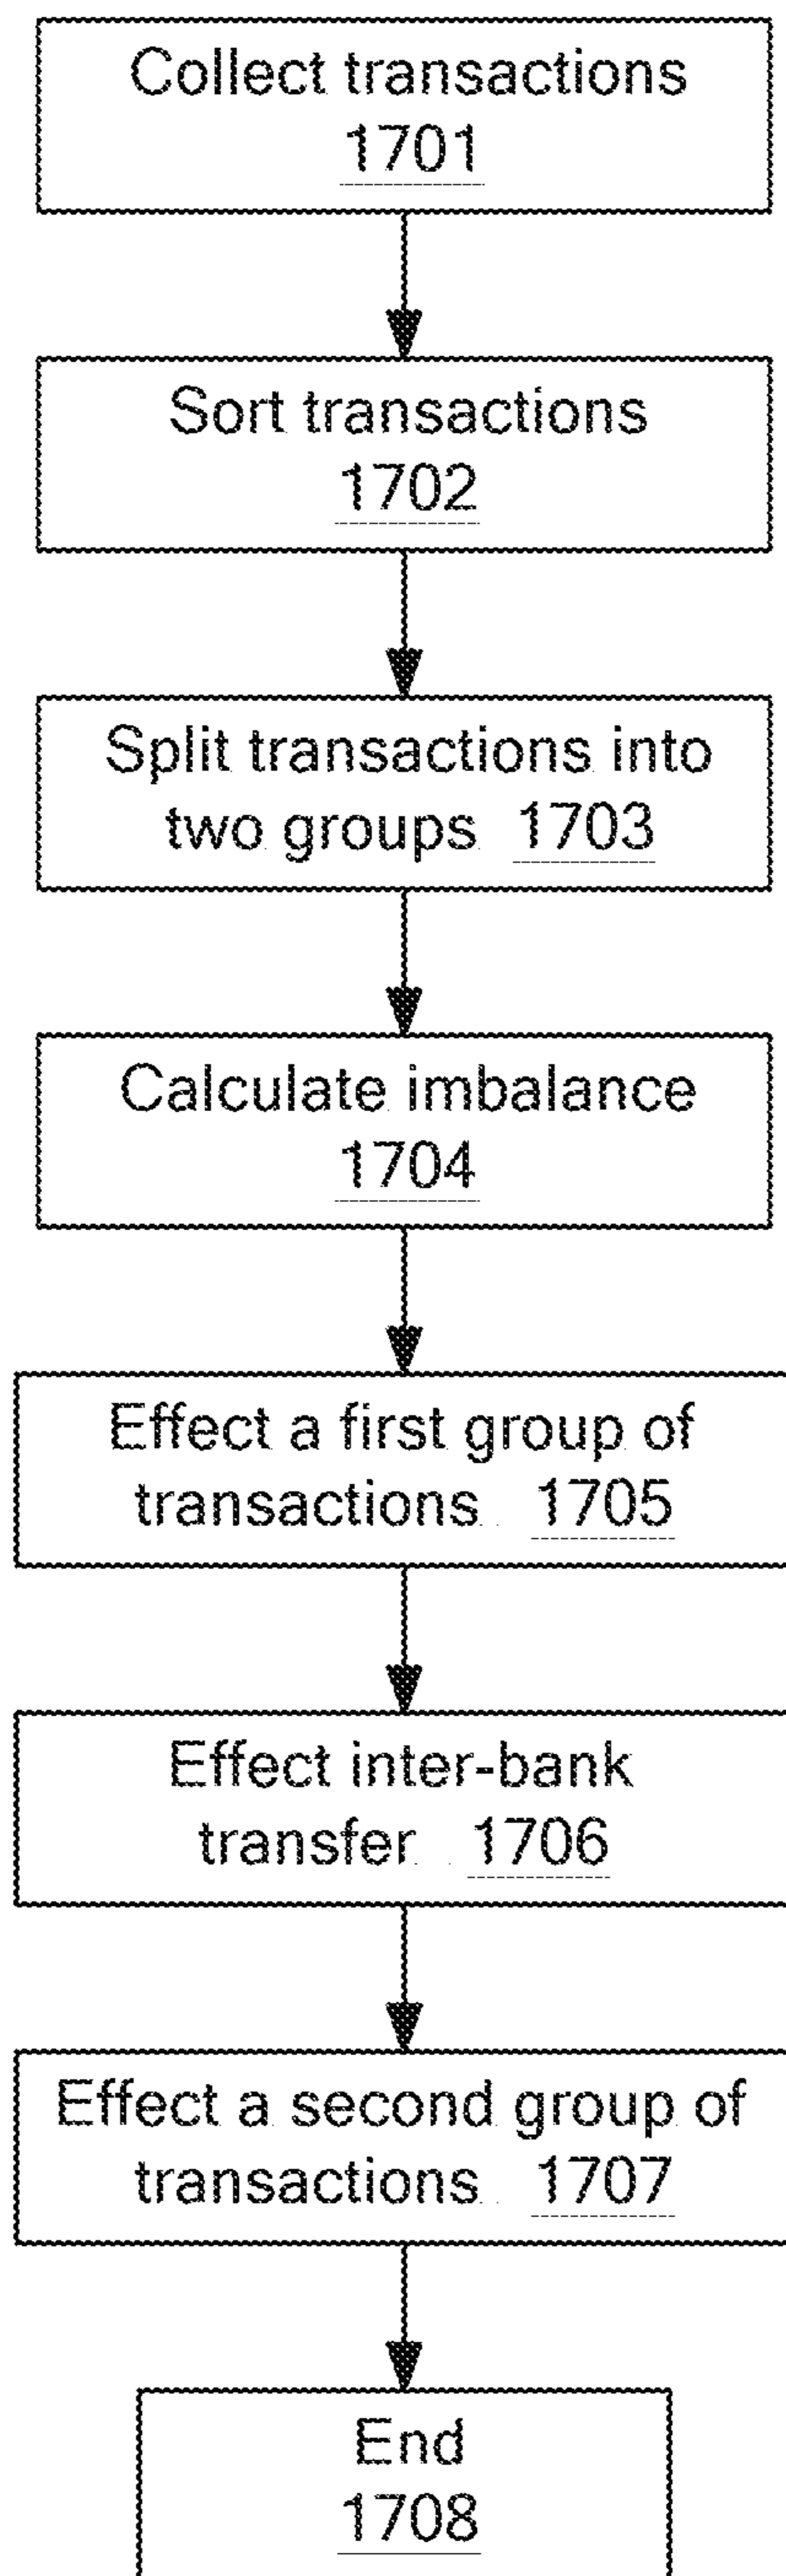 Collect transactions
1701
Sort transactions
1702
Split transactions into
two groups 1703
Calculate imbalance
1704
Effect a first group of
transactions 1705
Effect inter-bank
transfer 1706
Effect a second group of
transactions 1707
End
1708